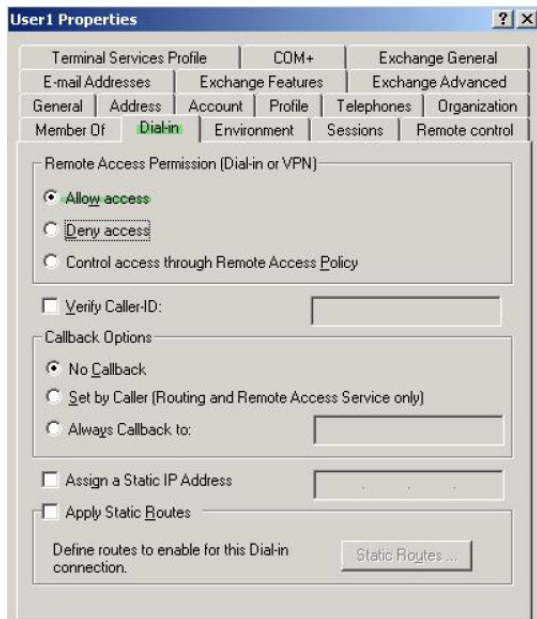 User1 Properties
Terminal Services Profile COM+ Exchange General
E-mail Addresses Exchange Features Exchange Advanced
General Address Account Profile Telephones Organization
Member Of Dial-in Environment Sessions Remote control
Remote Access Permission (Dial-in or VPN)
Allow access
Deny access
Control access through Remote Access Policy
Verify Caller-ID:
Callback Options
No Callback
Set by Caller (Routing and Remote Access Service only)
Always Callback to:
Assign a Static IP Address
Apply Static Routes
Define routes to enable for this Dial-in
connection.
Static Routes ...